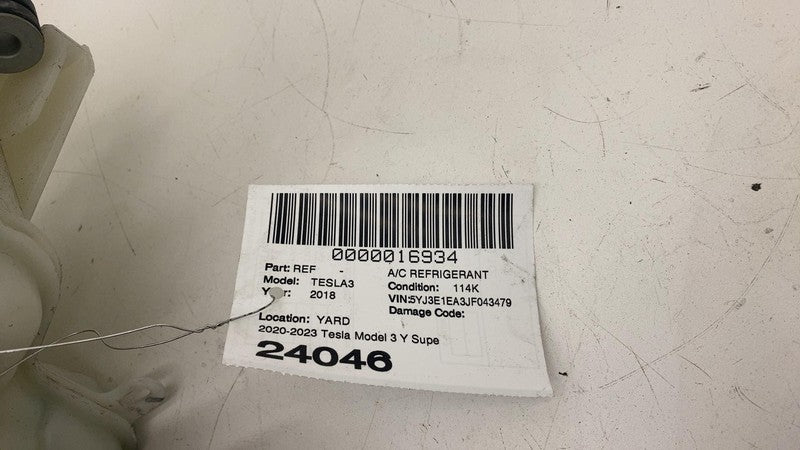 0000016934
Part: REF - A/C REFRIGERANT
Model: TESLA3 Condition: 114K
2018 VIN:5YJ3E1EA3JF043479
Damage Code:
Location: YARD
2020-2023 Tesla Model 3 Y Supe
24046